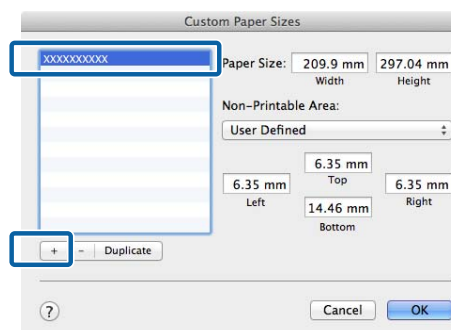 Custom Paper Sizes
XXXXXXXXXX
Paper Size: 209.9 mm 297.04 mm
Width Height
Non-Printable Area:
User Defined
6.35 mm
Top
6.35 mm 6.35 mm
Left Right
14.46 mm
Bottom
+ - Duplicate
? Cancel OK